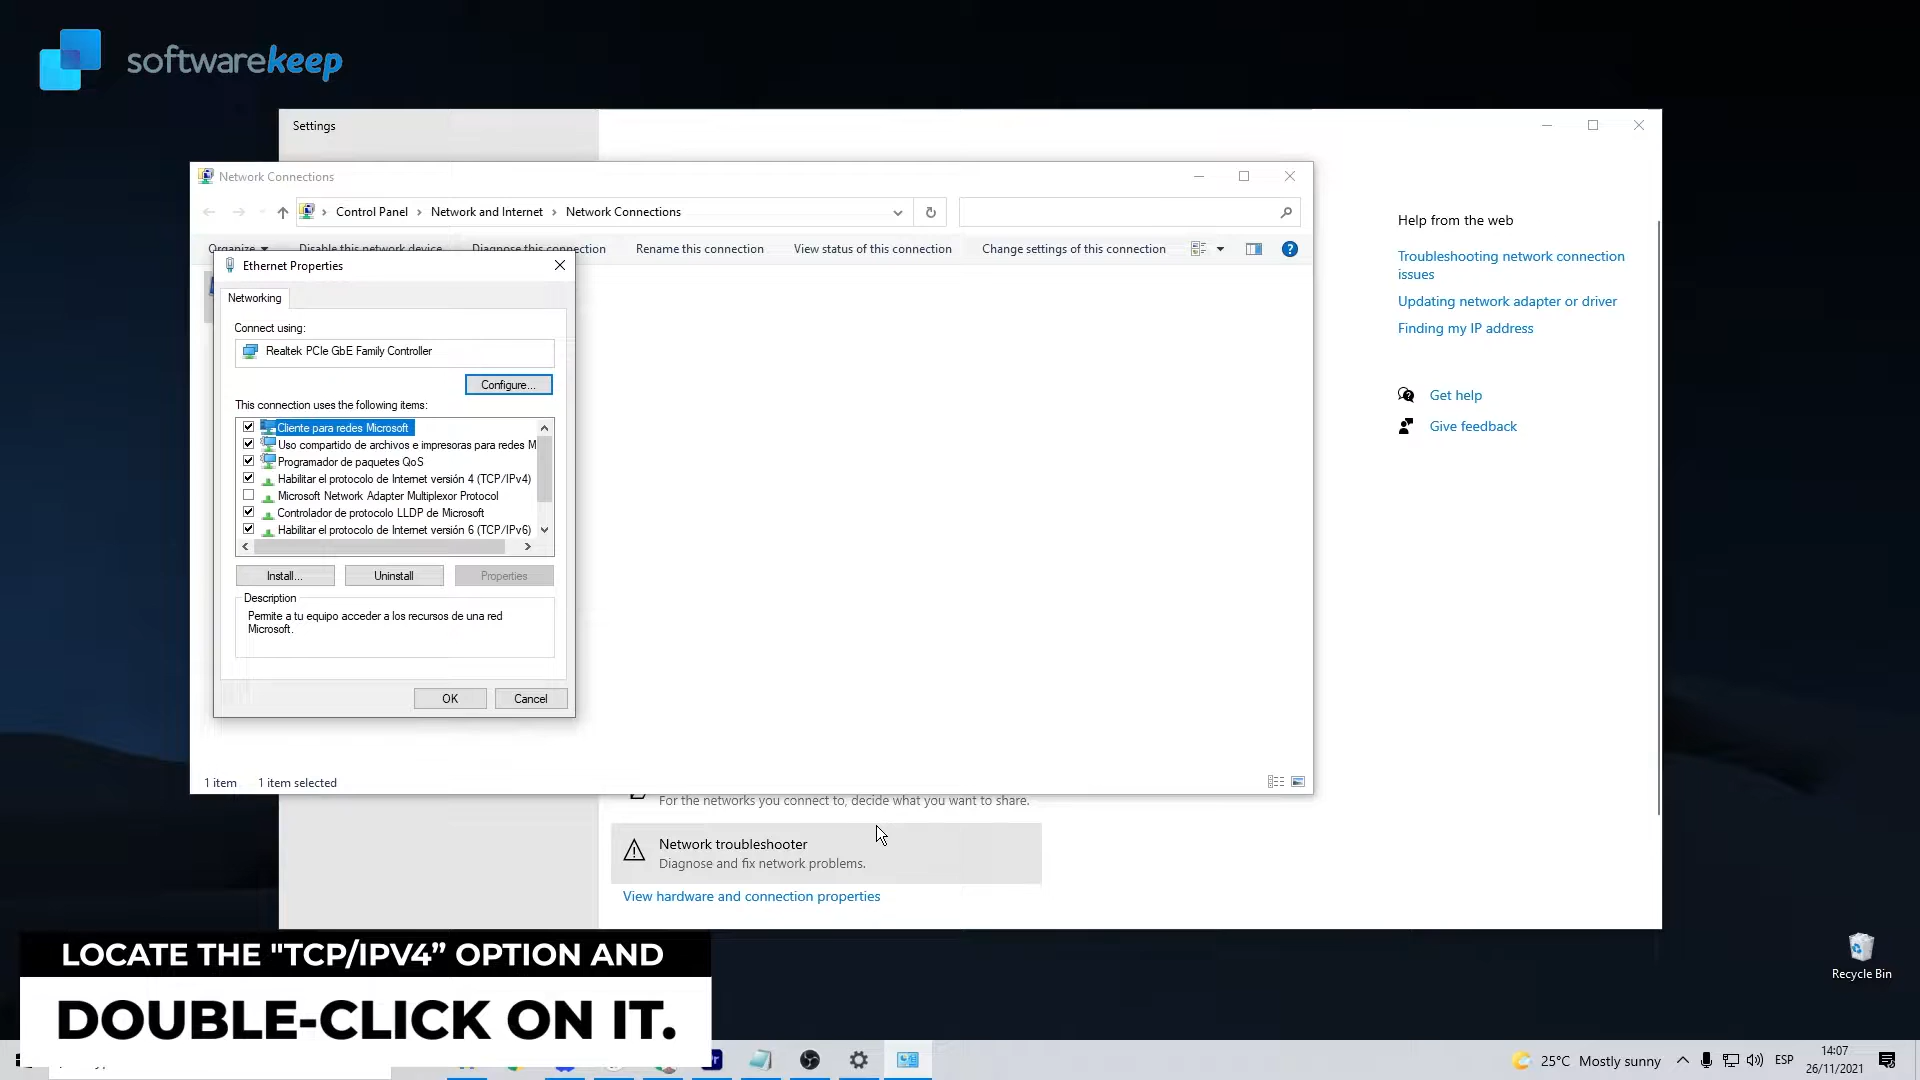 softwarekeep
Settings
Network Connections
Control Panel > Network and Internet > Network Connections
Organize Disable this network device Diagnose this connection Rename this connection View status of this connection Change settings of this connection
Ethernet Properties
Networking
Connect using:
Realtek PCIe GbE Family Controller
Configure...
This connection uses the following items:
Cliente para redes Microsoft
Uso compartido de archivos e impresoras para redes M
Programador de paquetes QoS
Habilitar el protocolo de Internet versión 4 (TCP/IPv4)
Microsoft Network Adapter Multiplexor Protocol
Controlador de protocolo LLDP de Microsoft
Habilitar el protocolo de Internet versión 6 (TCP/IPv6)
Install... Uninstall Properties
Description
Permite a tu equipo acceder a los recursos de una red
Microsoft.
OK Cancel
1 item 1 item selected
Help from the web
Troubleshooting network connection
issues
Updating network adapter or driver
Finding my IP address
Get help
Give feedback
For the networks you connect to, decide what you want to share.
Network troubleshooter
Diagnose and fix network problems.
View hardware and connection properties
Recycle Bin
LOCATE THE "TCP/IPV4” OPTION AND
DOUBLE-CLICK ON IT.
25°C Mostly sunny
ESP
14:07
26/11/2021